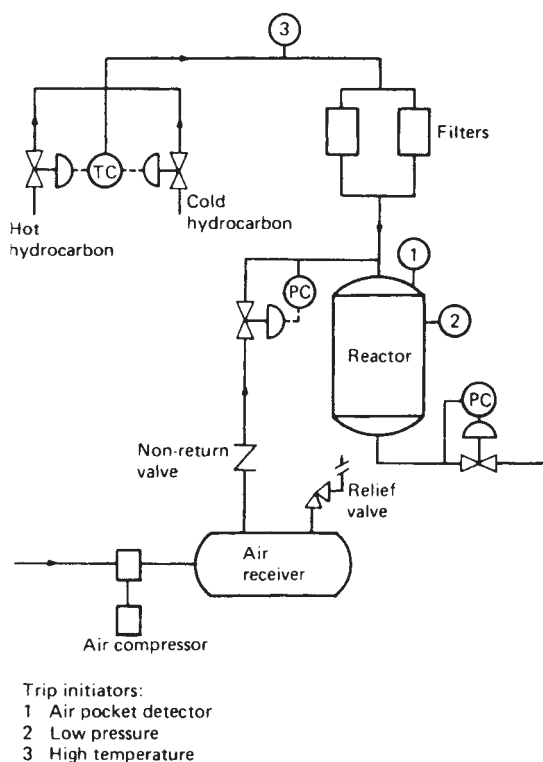 3
Filters
TC
Hot
hydrocarbon
Cold
hydrocarbon
1
PC
2
Reactor
PC
Non-return
valve
Relief
valve
Air
receiver
Air compressor
Trip initiators:
1 Air pocket detector
2 Low pressure
3 High temperature